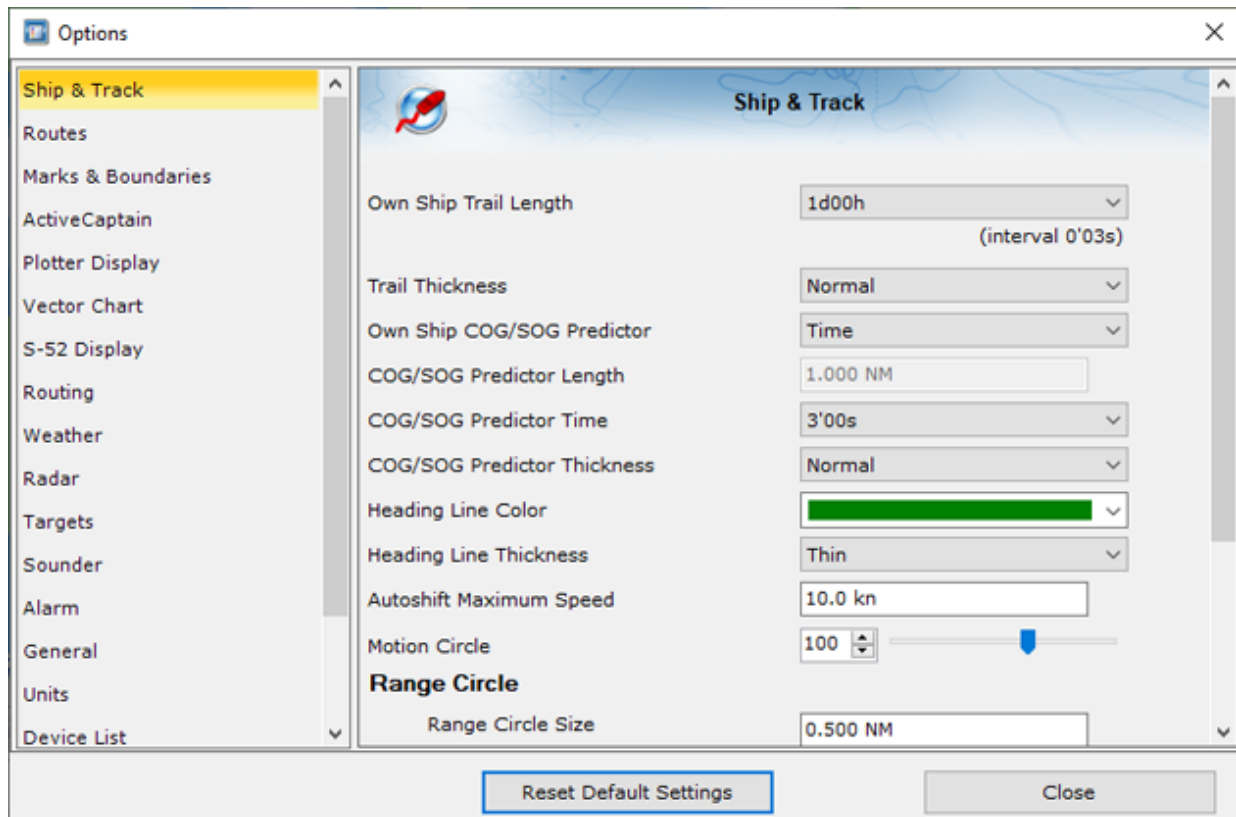 Options
Ship & Track
Routes
Marks & Boundaries
ActiveCaptain
Plotter Display
Vector Chart
S-52 Display
Routing
Weather
Radar
Targets
Sounder
Alarm
General
Units
Device List
Ship & Track
Own Ship Trail Length 1d00h
(interval 0'03s)
Trail Thickness Normal
Own Ship COG/SOG Predictor Time
COG/SOG Predictor Length 1.000 NM
COG/SOG Predictor Time 3'00s
COG/SOG Predictor Thickness Normal
Heading Line Color
Heading Line Thickness Thin
Autoshift Maximum Speed 10.0 kn
Motion Circle 100
Range Circle
Range Circle Size 0.500 NM
Reset Default Settings Close